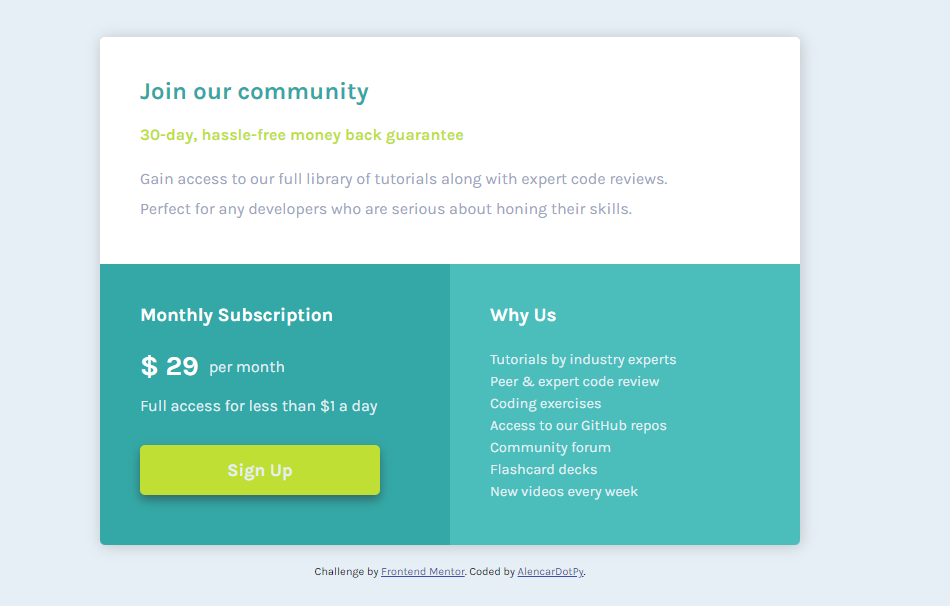 Join our community
30-day, hassle-free money back guarantee
Gain access to our full library of tutorials along with expert code reviews.
Perfect for any developers who are serious about honing their skills.
Monthly Subscription
$ 29 per month
Full access for less than $1 a day
Sign Up
Why Us
Tutorials by industry experts
Peer & expert code review
Coding exercises
Access to our GitHub repos
Community forum
Flashcard decks
New videos every week
Challenge by Frontend Mentor. Coded by AlencarDotPy.